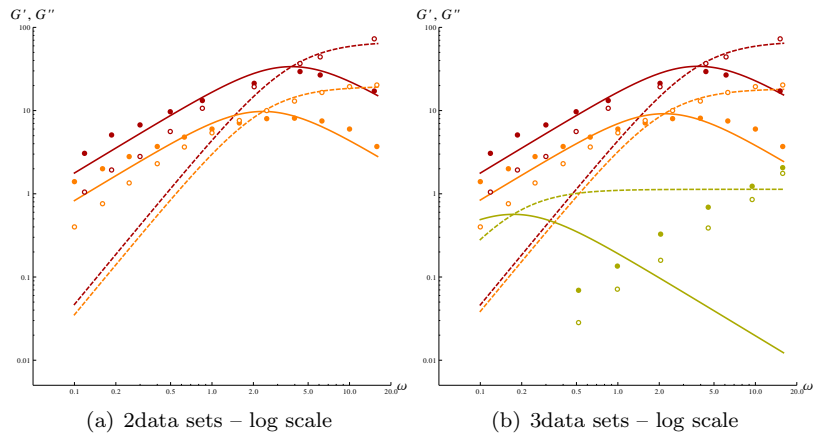 G′, G″
100
10
1
0.1
0.01
0.1 0.2 0.5 1.0 2.0 5.0 10.0 20.0
ω
(a) 2data sets – log scale
G′, G″
100
10
1
0.1
0.01
0.1 0.2 0.5 1.0 2.0 5.0 10.0 20.0
ω
(b) 3data sets – log scale